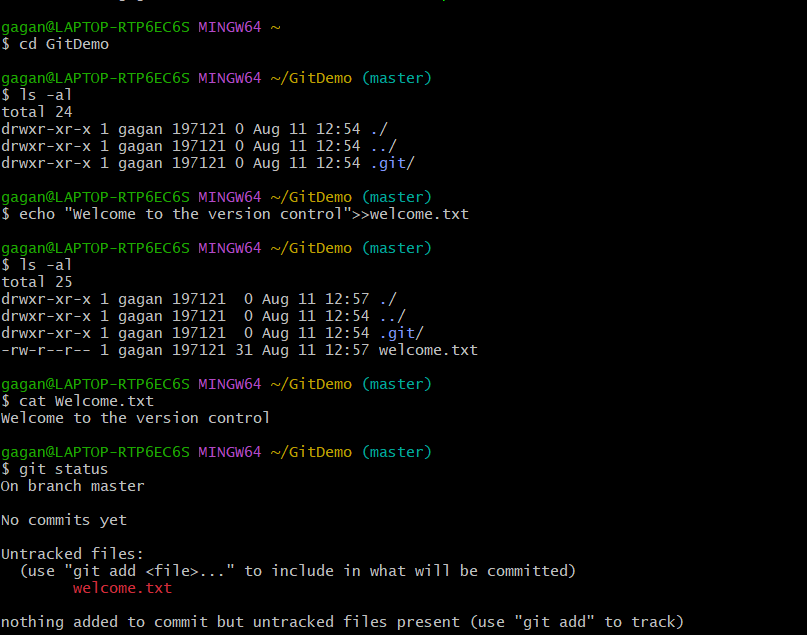 gagan@LAPTOP-RTP6EC6S MINGW64 ~
$ cd GitDemo
gagan@LAPTOP-RTP6EC6S MINGW64 ~/GitDemo (master)
$ ls -al
total 24
drwxr-xr-x 1 gagan 197121 0 Aug 11 12:54 ./
drwxr-xr-x 1 gagan 197121 0 Aug 11 12:54 ../
drwxr-xr-x 1 gagan 197121 0 Aug 11 12:54 .git/
gagan@LAPTOP-RTP6EC6S MINGW64 ~/GitDemo (master)
$ echo "Welcome to the version control">>welcome.txt
gagan@LAPTOP-RTP6EC6S MINGW64 ~/GitDemo (master)
$ ls -al
total 25
drwxr-xr-x 1 gagan 197121  0 Aug 11 12:57 ./
drwxr-xr-x 1 gagan 197121  0 Aug 11 12:54 ../
drwxr-xr-x 1 gagan 197121  0 Aug 11 12:54 .git/
-rw-r--r-- 1 gagan 197121 31 Aug 11 12:57 welcome.txt
gagan@LAPTOP-RTP6EC6S MINGW64 ~/GitDemo (master)
$ cat Welcome.txt
Welcome to the version control
gagan@LAPTOP-RTP6EC6S MINGW64 ~/GitDemo (master)
$ git status
On branch master
No commits yet
Untracked files:
  (use "git add <file>..." to include in what will be committed)
        welcome.txt
nothing added to commit but untracked files present (use "git add" to track)